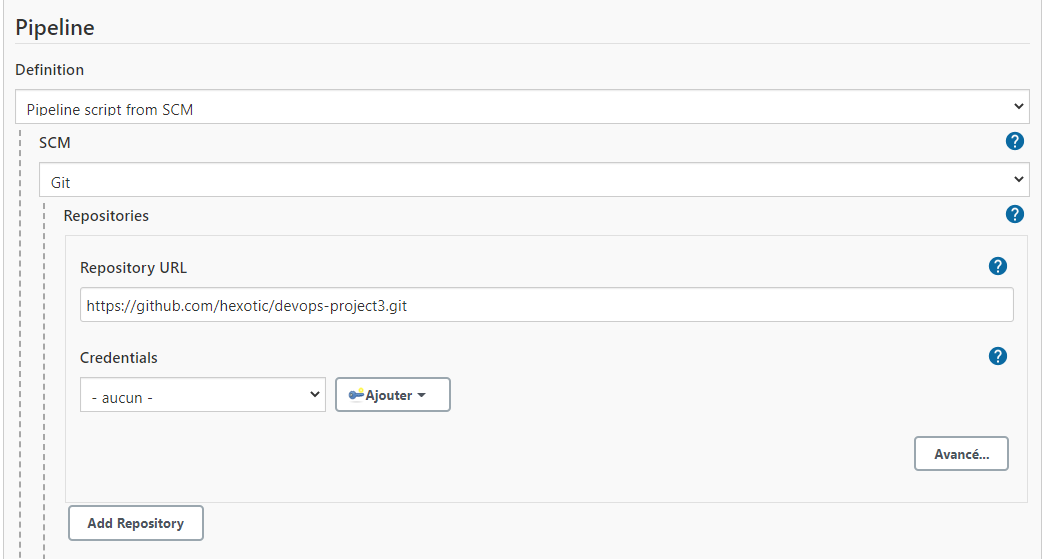 Pipeline
Definition
Pipeline script from SCM
SCM
?
Git
Repositories
?
Repository URL
?
https://github.com/hexotic/devops-project3.git
Credentials
?
- aucun -
Ajouter
Avancé...
Add Repository